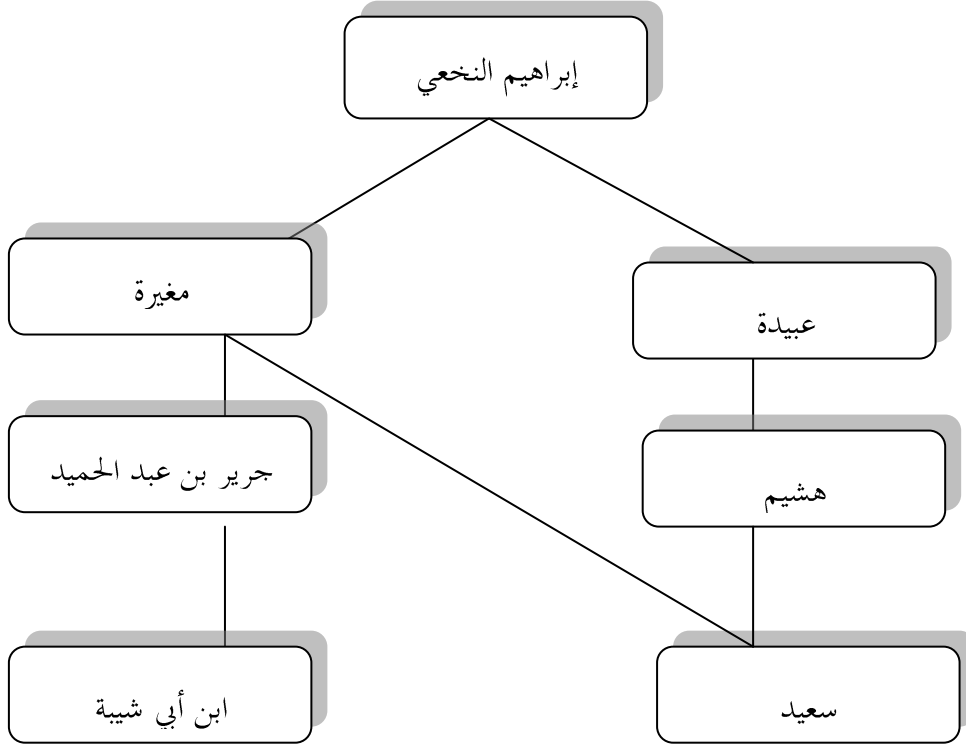 إبراهيم النخعي
عبيدة
مغيرة
هشيم
جرير بن عبد الحميد
سعيد
ابن أبي شيبة